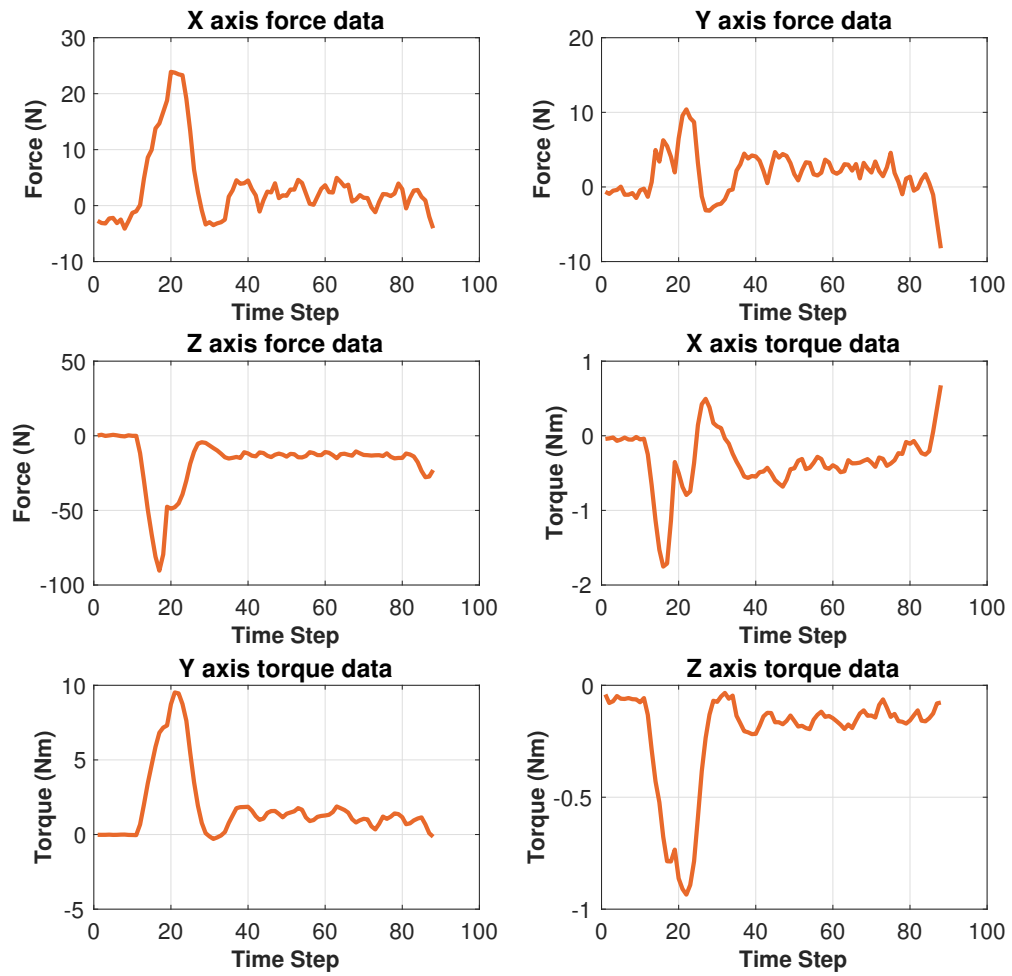 X axis force data
30
20
10
0
-10
Force (N)
0 20 40 60 80 100
Time Step
Y axis force data
20
10
0
-10
Force (N)
0 20 40 60 80 100
Time Step
Z axis force data
50
0
-50
-100
Force (N)
0 20 40 60 80 100
Time Step
X axis torque data
1
0
-1
-2
Torque (Nm)
0 20 40 60 80 100
Time Step
Y axis torque data
10
5
0
-5
Torque (Nm)
0 20 40 60 80 100
Time Step
Z axis torque data
0
-0.5
-1
Torque (Nm)
0 20 40 60 80 100
Time Step